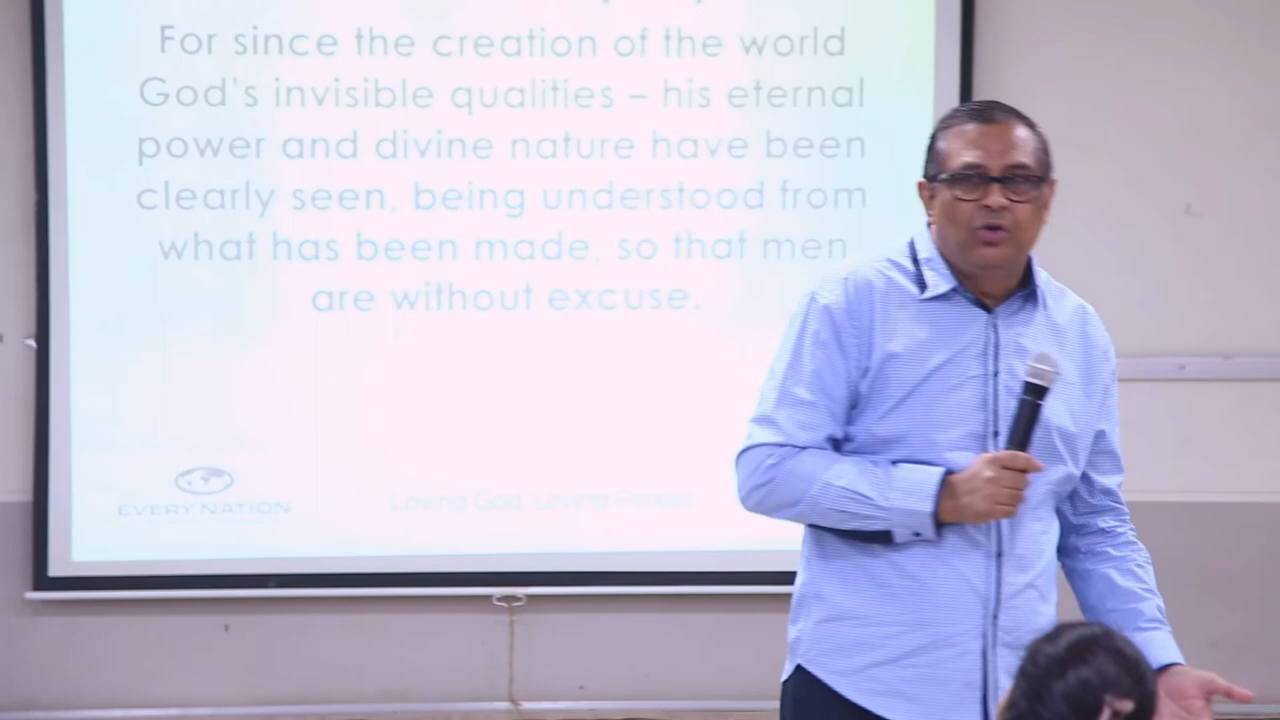 For since the creation of the world
God's invisible qualities – his eternal
power and divine nature have been
clearly seen, being understood from
what has been made, so that men
are without excuse.
EVERY NATION
Loving God. Loving People.